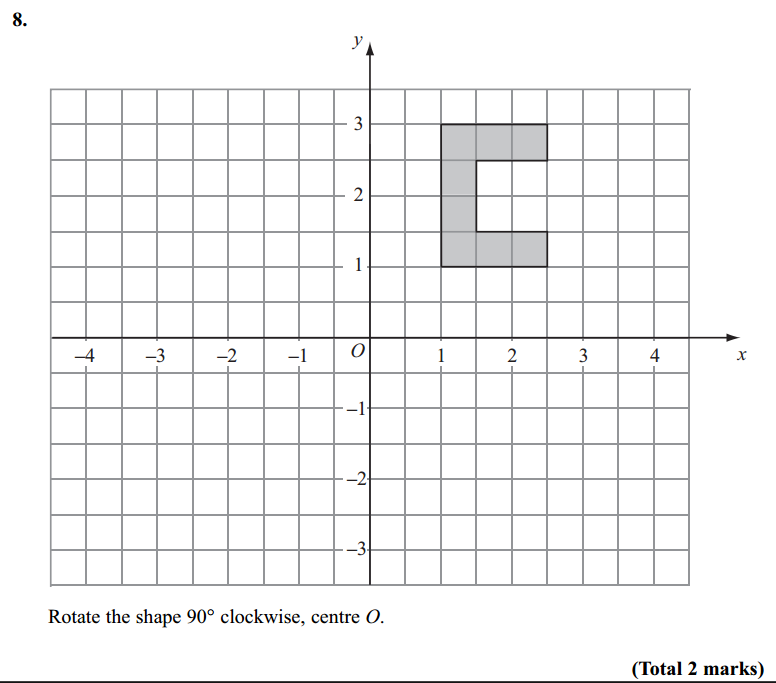 8.
y
3
2
1
–4 –3 –2 –1 O 1 2 3 4 x
–1
–2
–3
Rotate the shape 90° clockwise, centre O.
(Total 2 marks)